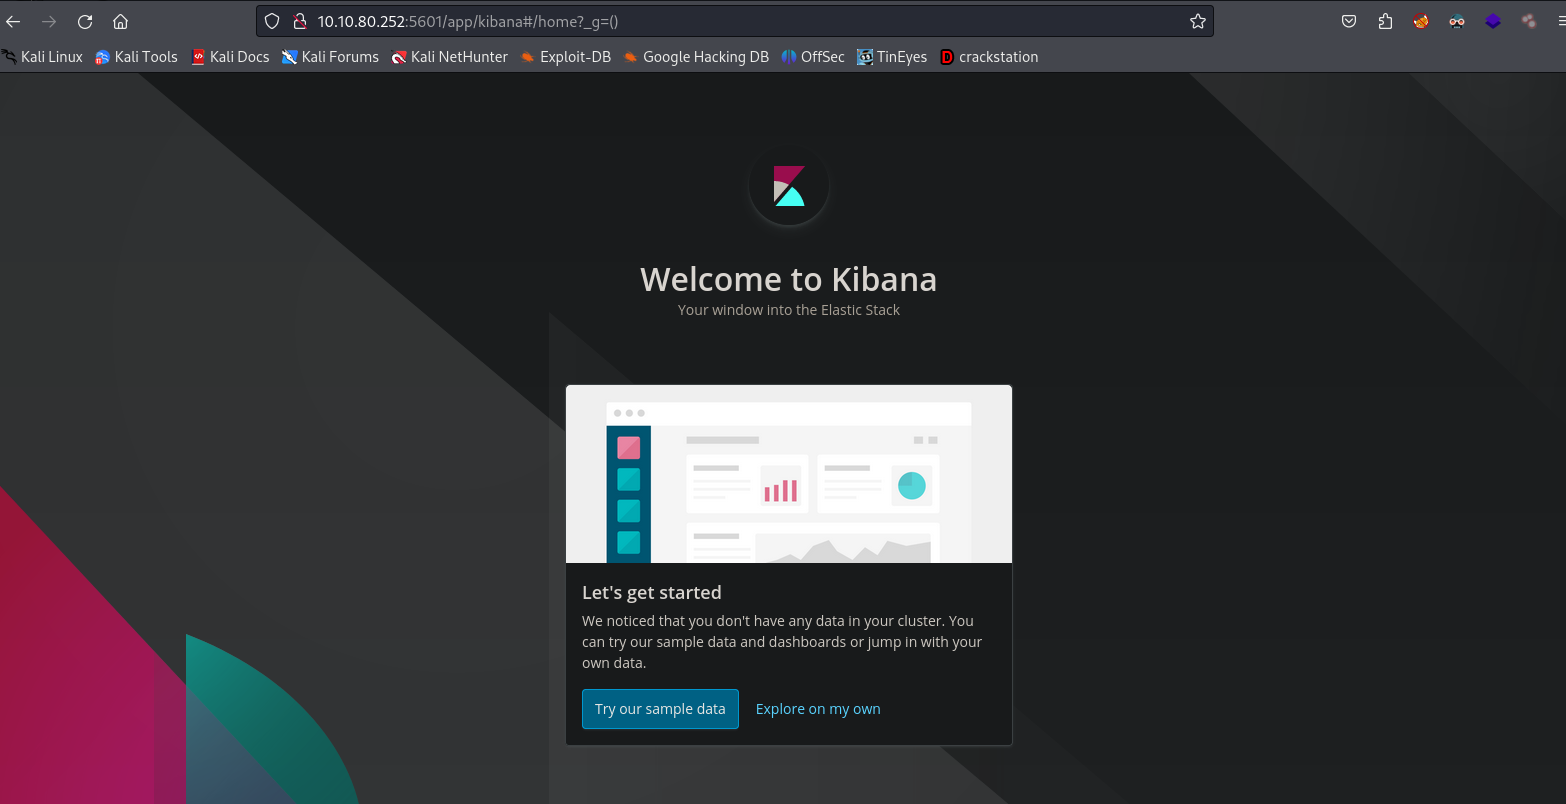 10.10.80.252:5601/app/kibana#/home?_g=()
Kali Linux Kali Tools Kali Docs Kali Forums Kali NetHunter Exploit-DB Google Hacking DB OffSec TinEyes crackstation
Welcome to Kibana
Your window into the Elastic Stack
Let's get started
We noticed that you don't have any data in your cluster. You
can try our sample data and dashboards or jump in with your
own data.
Try our sample data Explore on my own